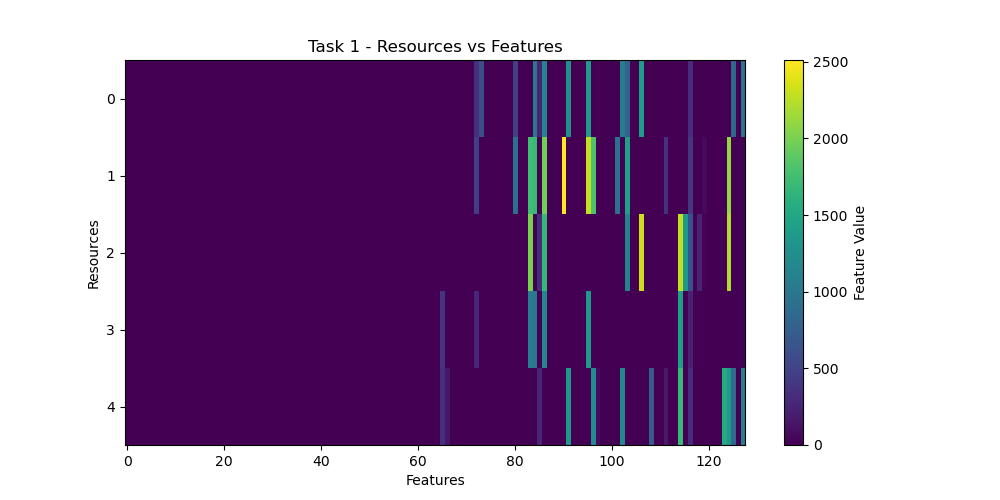 Task 1 - Resources vs Features
Resources
0
1
2
3
4
0 20 40 60 80 100 120
Features
2500
2000
1500
1000
500
0
Feature Value